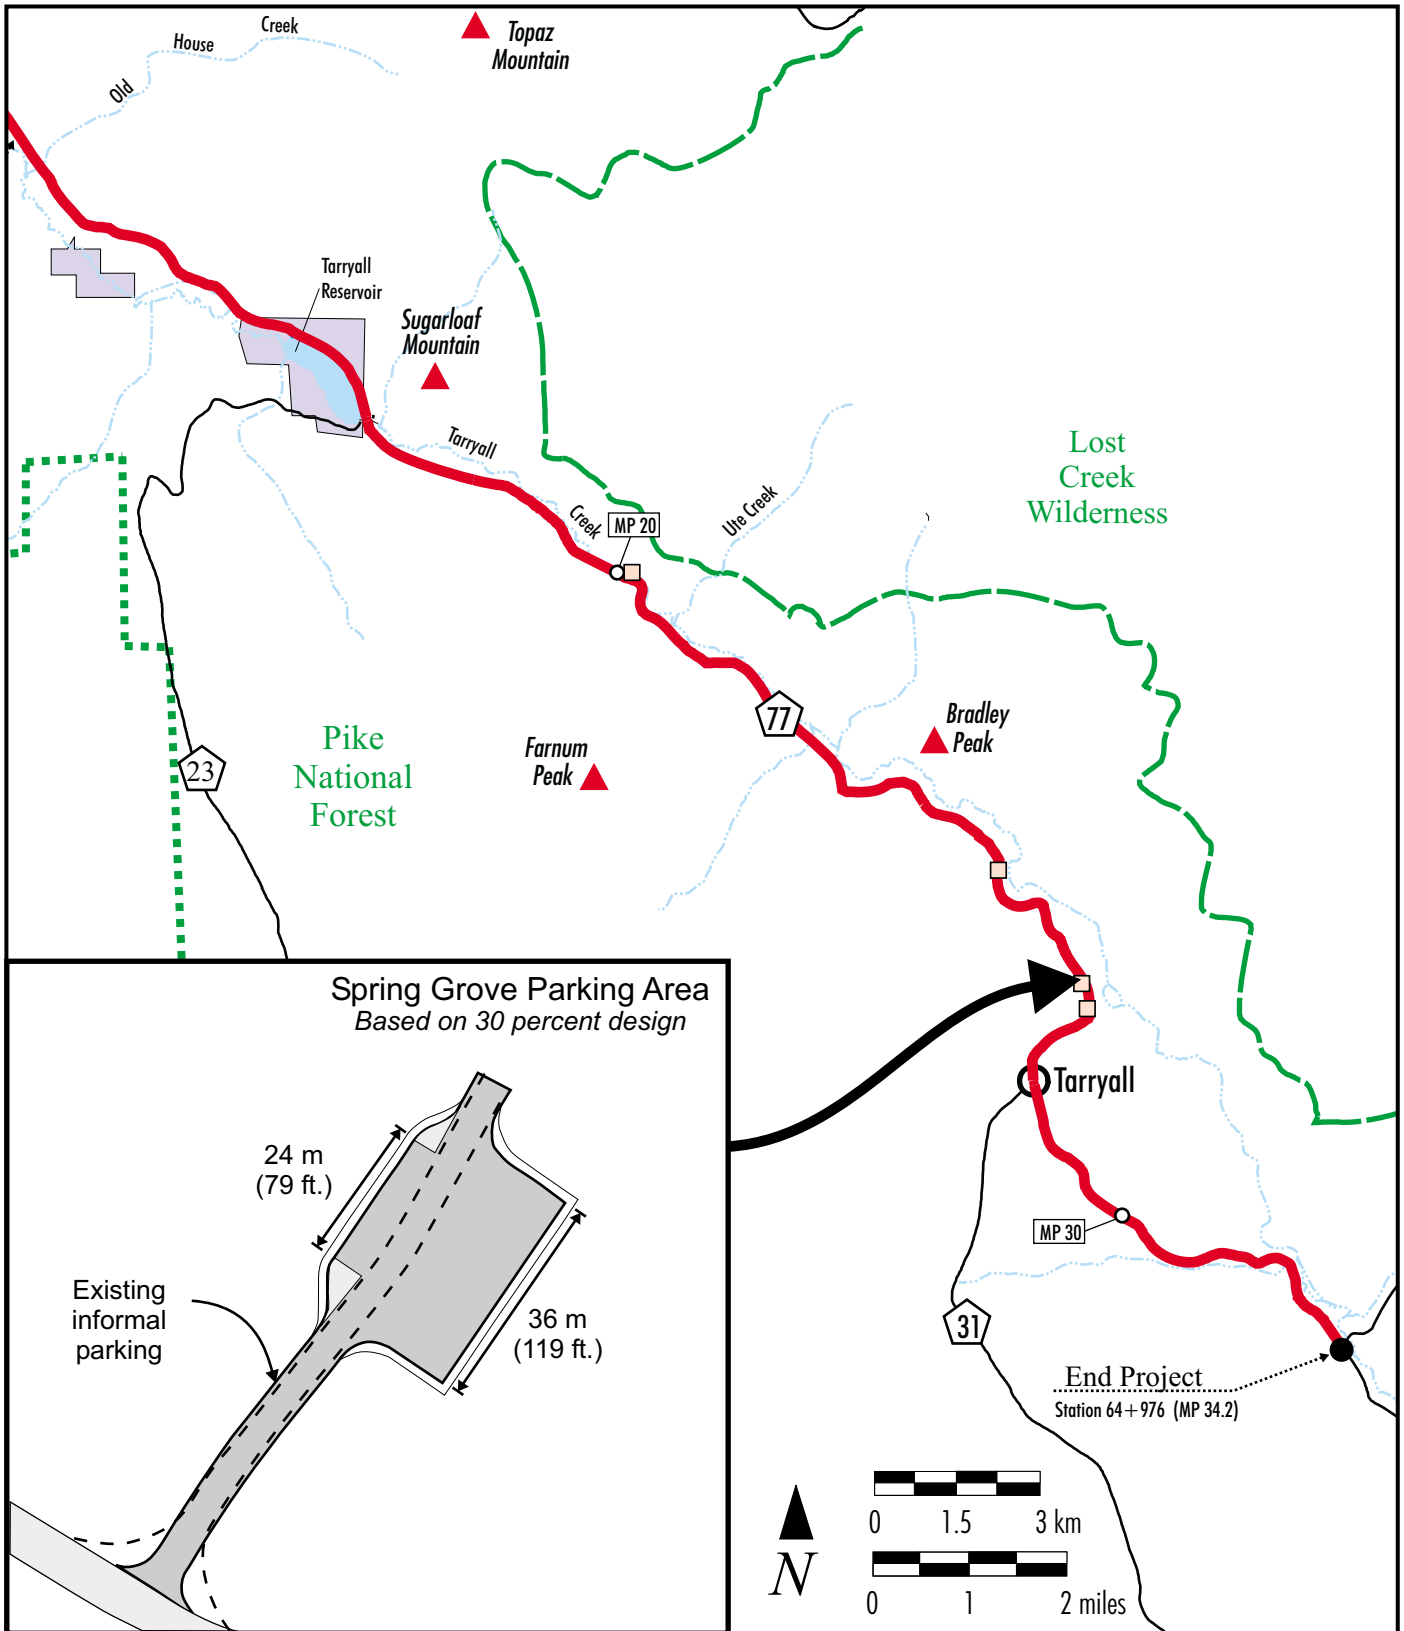 Creek
House
Old
Topaz
Mountain
Tarryall
Reservoir
Sugarloaf
Mountain
Tarryall
Creek
MP 20
Ute Creek
Lost
Creek
Wilderness
77
Bradley
Peak
Farnum
Peak
Pike
National
Forest
23
Spring Grove Parking Area
Based on 30 percent design
24 m
(79 ft.)
36 m
(119 ft.)
Existing
informal
parking
Tarryall
MP 30
31
End Project
Station 64+976 (MP 34.2)
N
0 1.5 3 km
0 1 2 miles